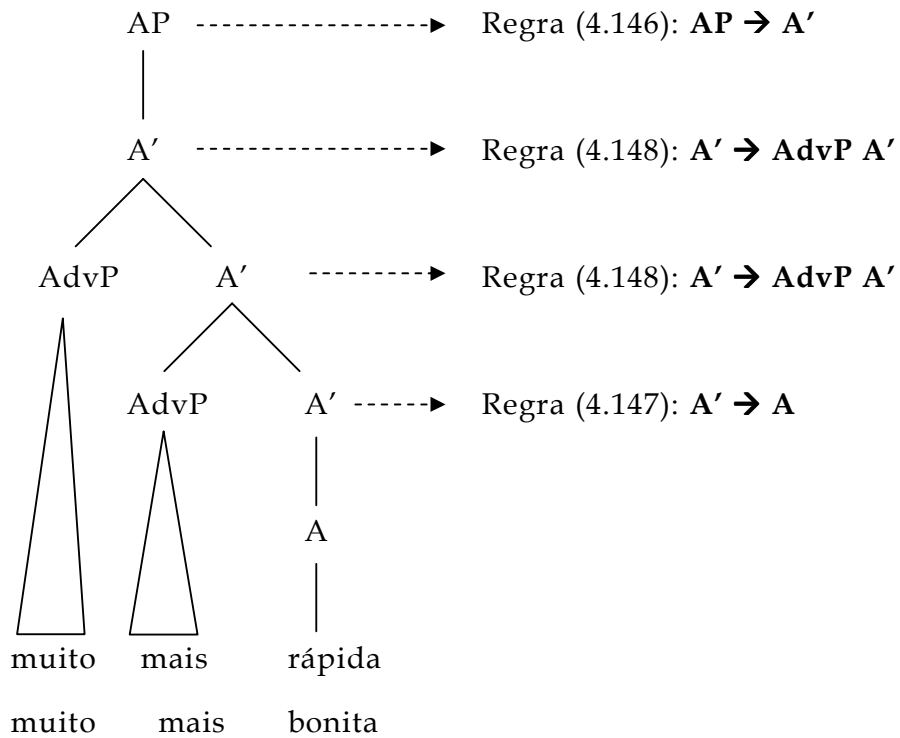 AP Regra (4.146): AP → A′
A′ Regra (4.148): A′ → AdvP A′
AdvP A′ Regra (4.148): A′ → AdvP A′
AdvP A′ Regra (4.147): A′ → A
A
muito mais rápida
muito mais bonita